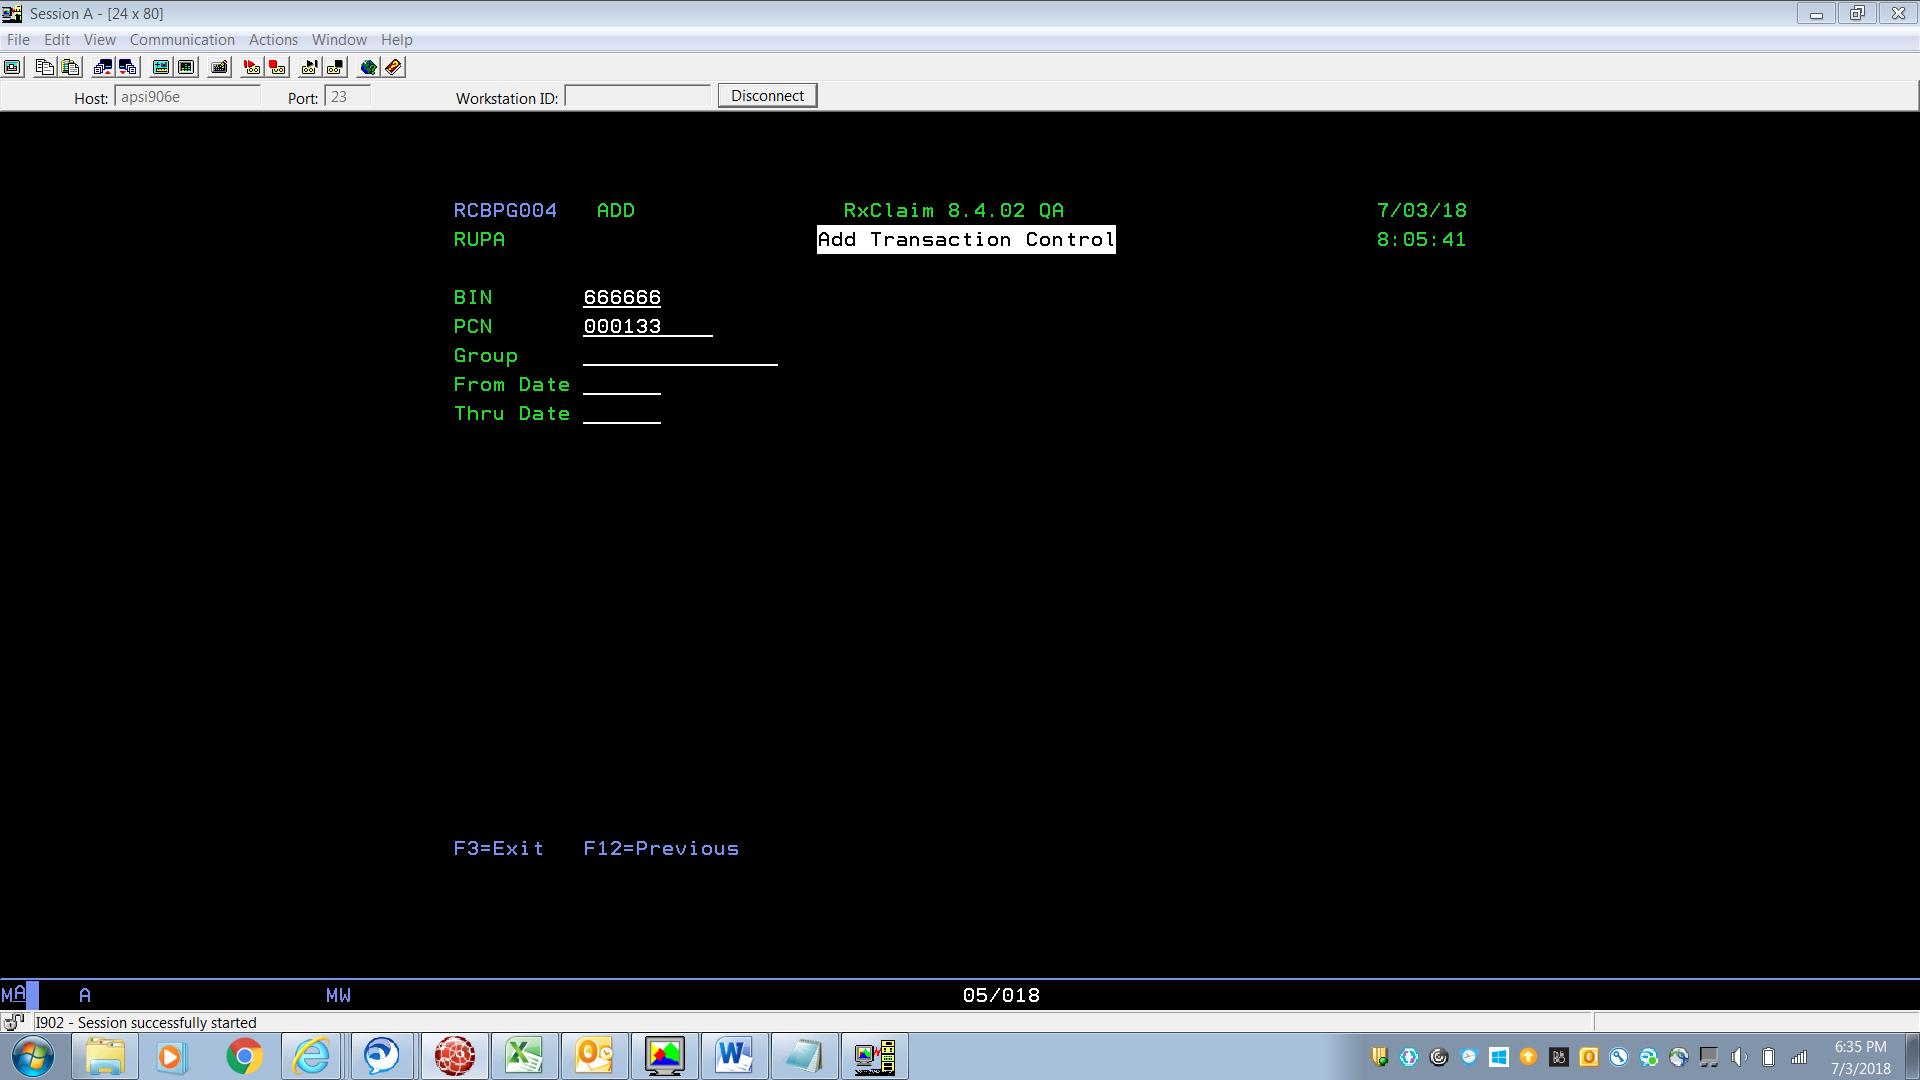 Session A - [24 x 80]
File Edit View Communication Actions Window Help
Host: apsi906e Port: 23 Workstation ID: Disconnect
RCBPG004 ADD RxClaim 8.4.02 QA 7/03/18
RUPA Add Transaction Control 8:05:41
BIN 666666
PCN 000133
Group
From Date
Thru Date
F3=Exit F12=Previous
MA A MW 05/018
I902 - Session successfully started
6:35 PM
7/3/2018